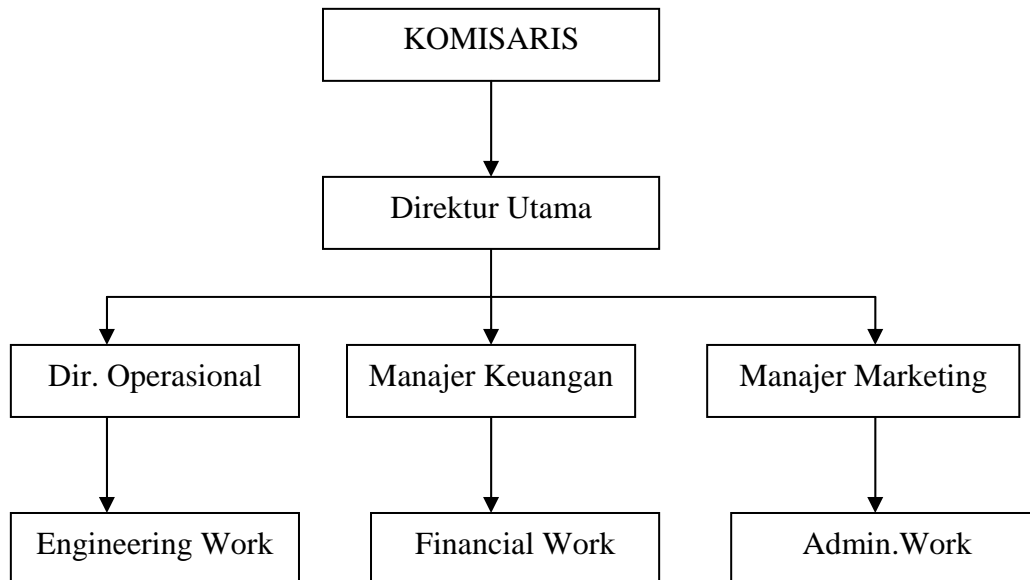 KOMISARIS
Direktur Utama
Dir. Operasional
Manajer Keuangan
Manajer Marketing
Engineering Work
Financial Work
Admin.Work